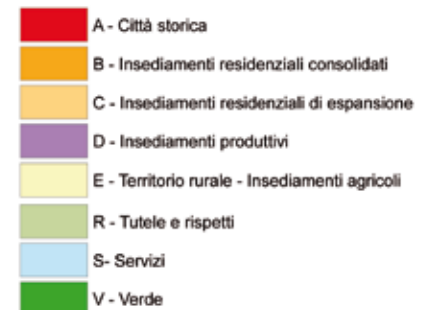 A - Città storica
B - Insediamenti residenziali consolidati
C - Insediamenti residenziali di espansione
D - Insediamenti produttivi
E - Territorio rurale - Insediamenti agricoli
R - Tutele e rispetti
S- Servizi
V - Verde